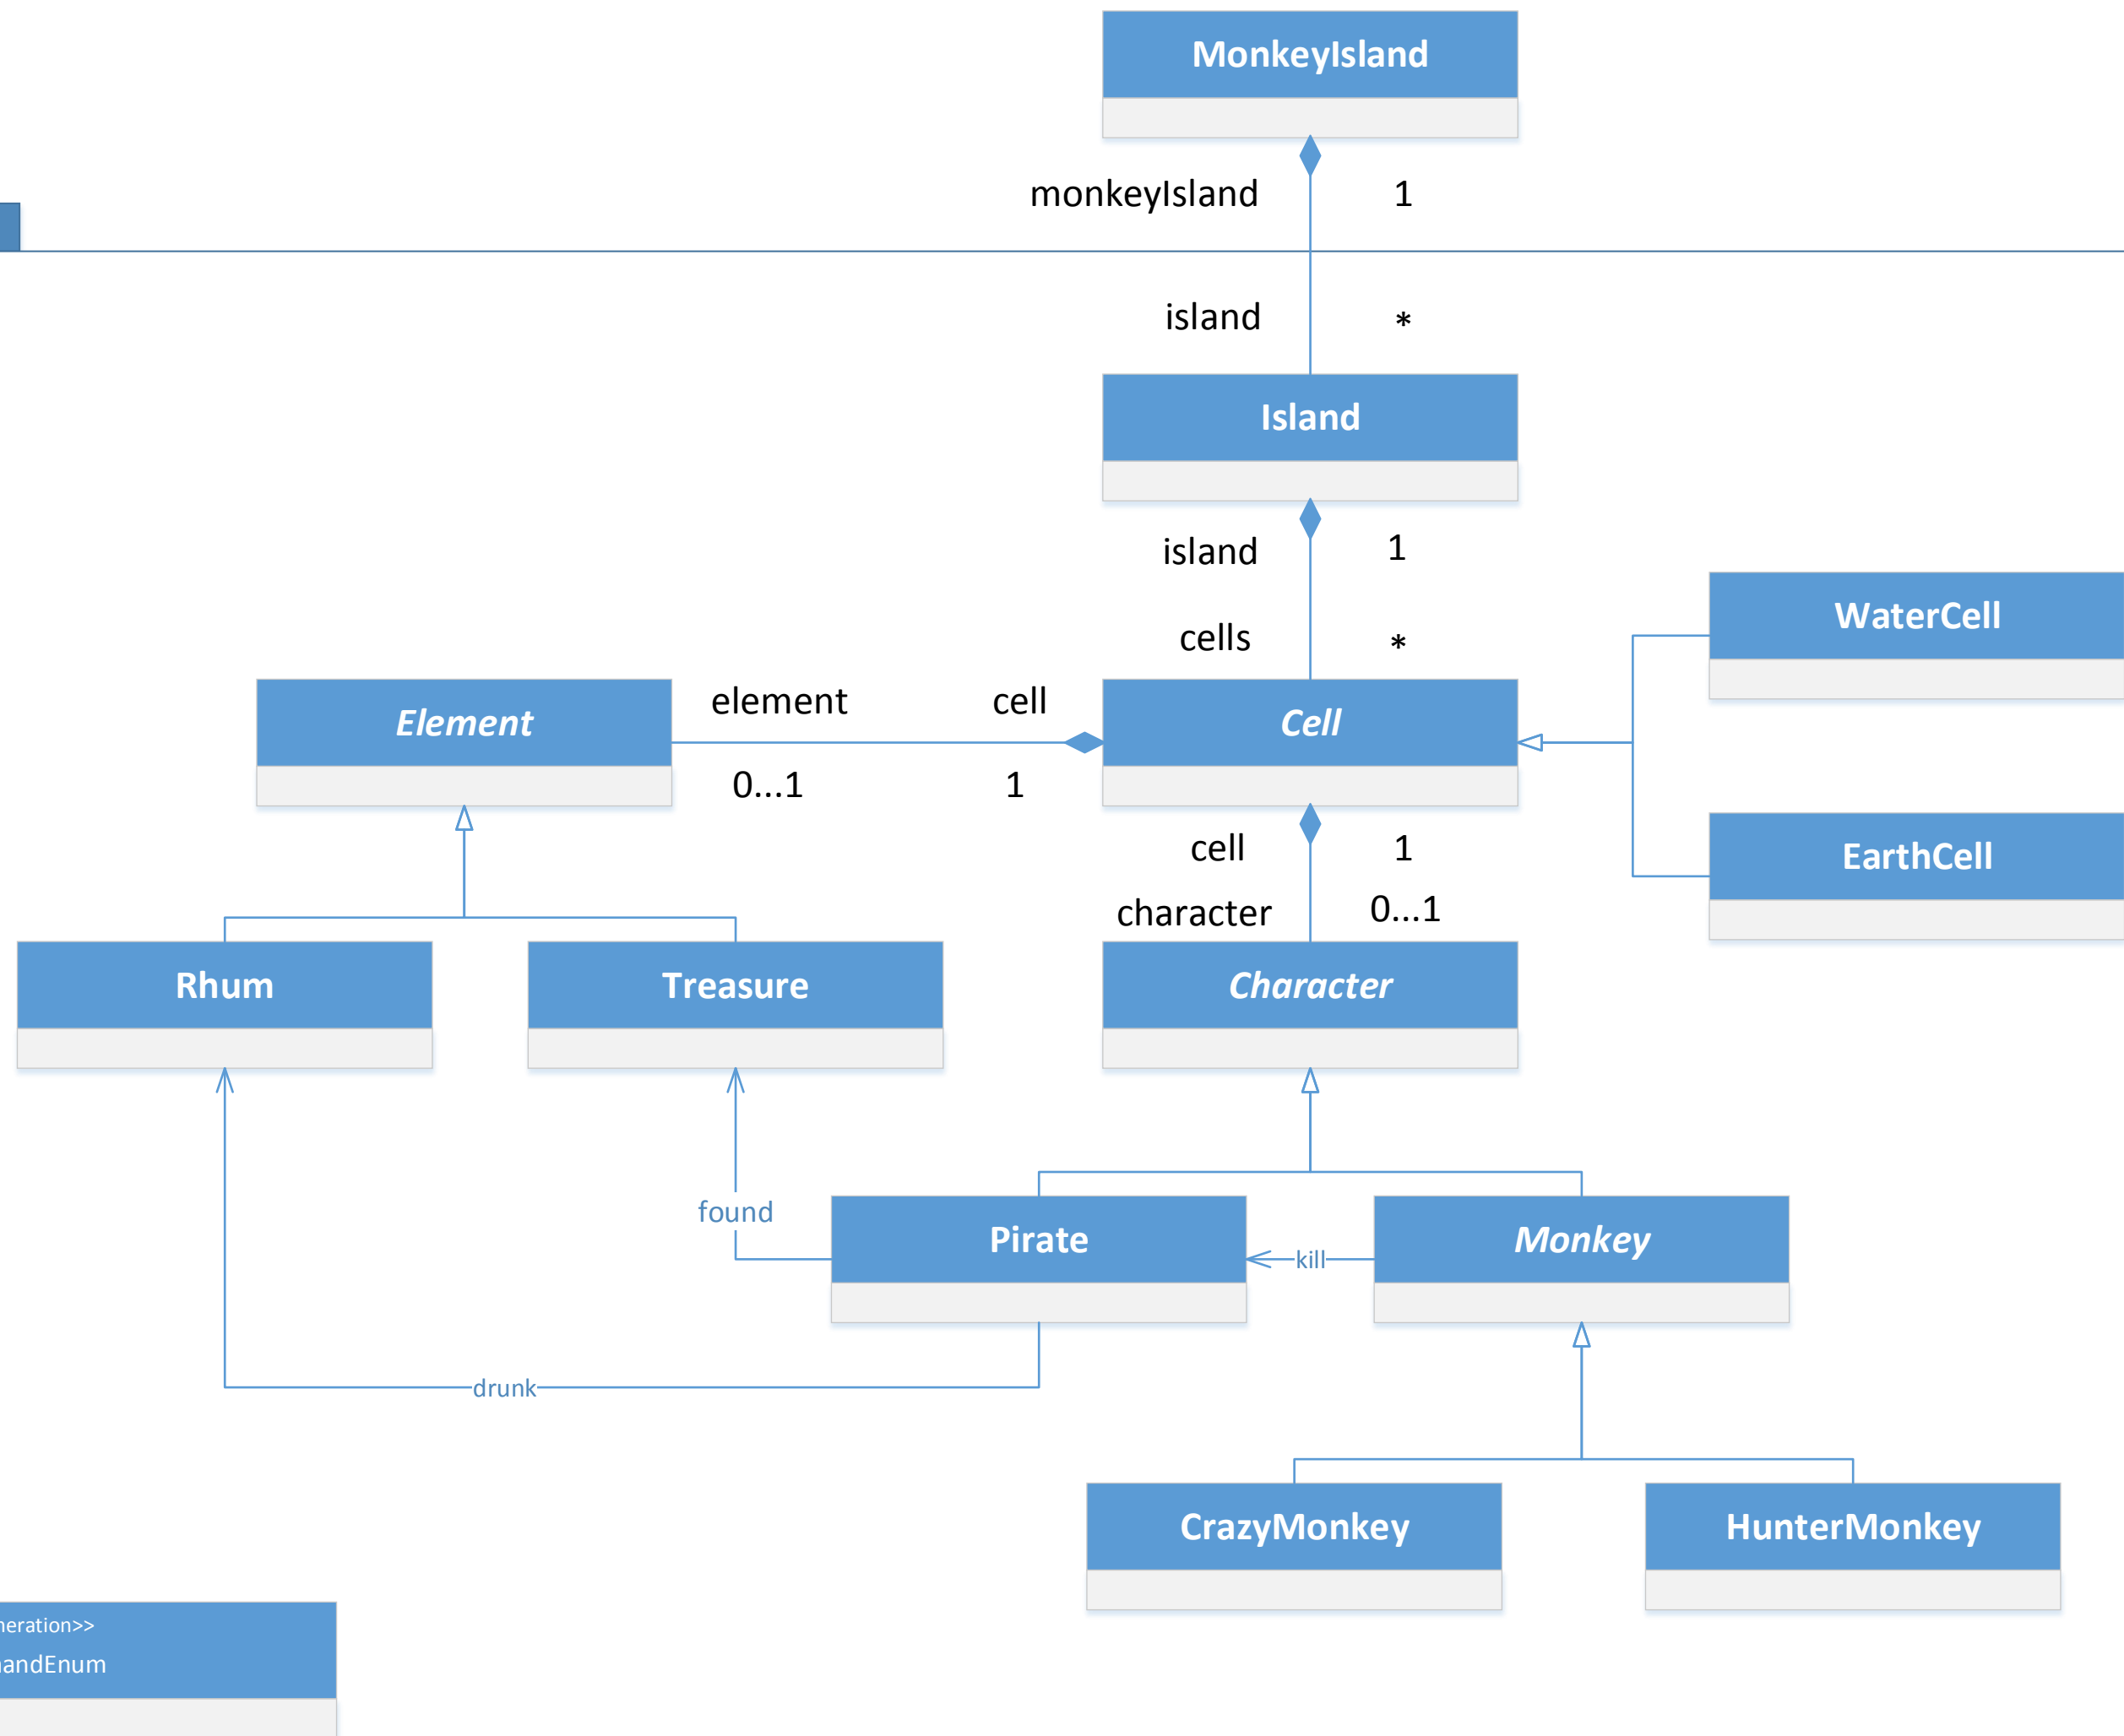 MonkeyIsland
monkeyIsland 1
island *
Island
island 1
cells *
WaterCell
Element
element cell
Cell
0...1 1
EarthCell
cell 1
character 0...1
Rhum
Treasure
Character
found
Pirate
kill
Monkey
drunk
CrazyMonkey
HunterMonkey